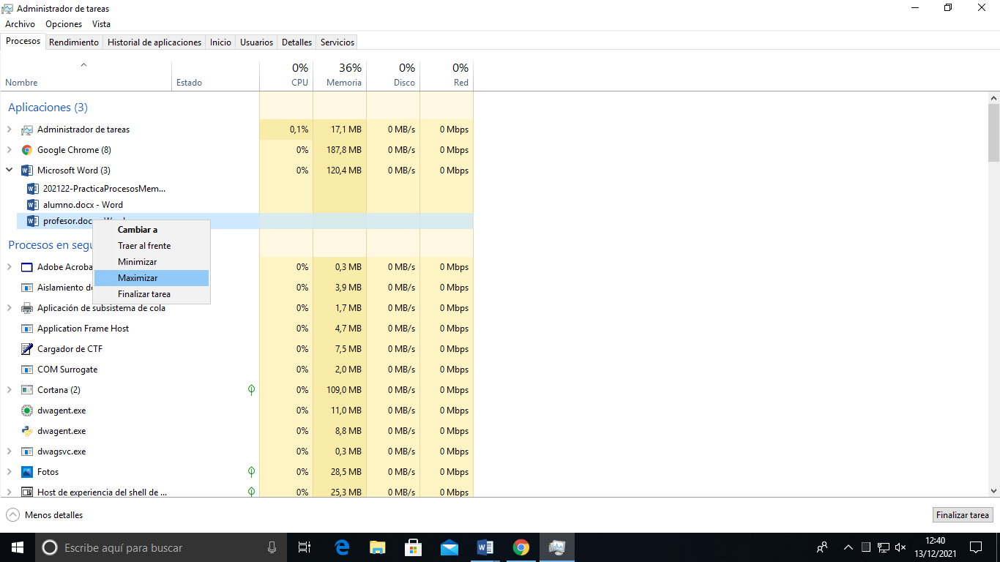 Administrador de tareas
Archivo Opciones Vista
Procesos Rendimiento Historial de aplicaciones Inicio Usuarios Detalles Servicios
0% 36% 0% 0%
Nombre Estado CPU Memoria Disco Red
Aplicaciones (3)
Administrador de tareas 0,1% 17,1 MB 0 MB/s 0 Mbps
Google Chrome (8) 0% 187,8 MB 0 MB/s 0 Mbps
Microsoft Word (3) 0% 120,4 MB 0 MB/s 0 Mbps
202122-PracticaProcesosMem...
alumno.docx - Word
profesor.doc
Cambiar a
Traer al frente
Minimizar
Maximizar
Finalizar tarea
Procesos en segu
Adobe Acroba 0% 0,3 MB 0 MB/s 0 Mbps
Aislamiento de 0% 3,9 MB 0 MB/s 0 Mbps
Aplicación de subsistema de cola 0% 1,7 MB 0 MB/s 0 Mbps
Application Frame Host 0% 4,7 MB 0 MB/s 0 Mbps
Cargador de CTF 0% 7,5 MB 0 MB/s 0 Mbps
COM Surrogate 0% 2,0 MB 0 MB/s 0 Mbps
Cortana (2) 0% 109,0 MB 0 MB/s 0 Mbps
dwagent.exe 0% 11,0 MB 0 MB/s 0 Mbps
dwagent.exe 0% 8,8 MB 0 MB/s 0 Mbps
dwagsvc.exe 0% 0,3 MB 0 MB/s 0 Mbps
Fotos 0% 28,5 MB 0 MB/s 0 Mbps
Host de experiencia del shell de ... 0% 25,3 MB 0 MB/s 0 Mbps
Menos detalles Finalizar tarea
Escribe aquí para buscar
12:40
13/12/2021